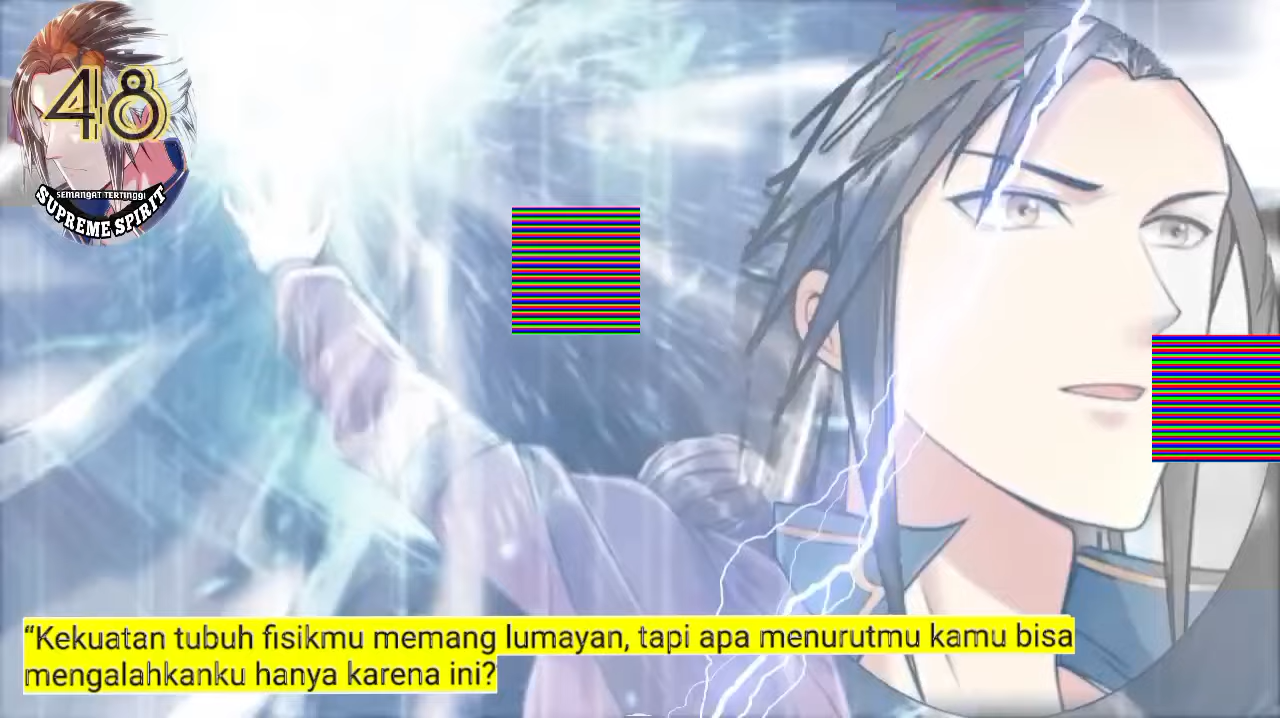 48
SEMANGAT TERTINGGI
SUPREME SPIRIT
“Kekuatan tubuh fisikmu memang lumayan, tapi apa menurutmu kamu bisa
mengalahkanku hanya karena ini?